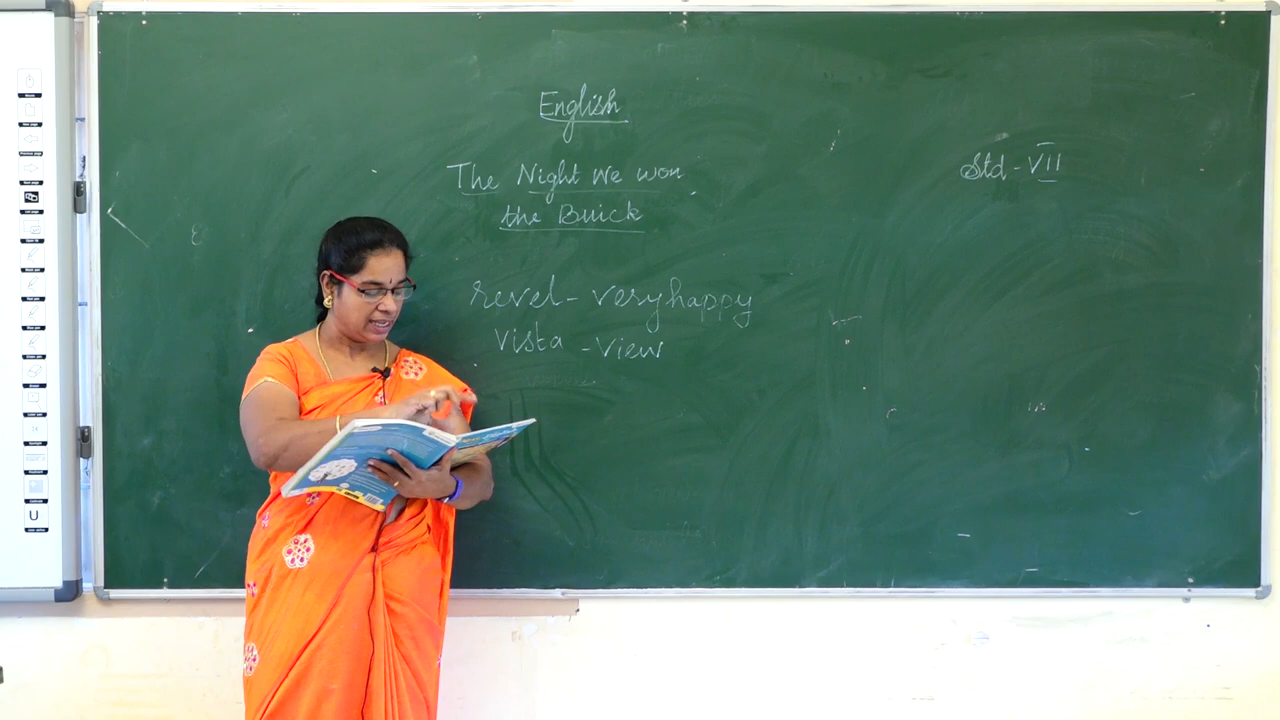 English
The Night We won
the Buick
Std - VII
revel - very happy
Vista - View
U